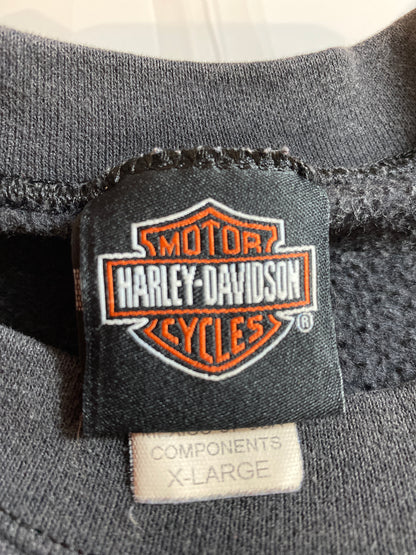 MOTOR
HARLEY-DAVIDSON
CYCLES®
COMPONENTS
X-LARGE